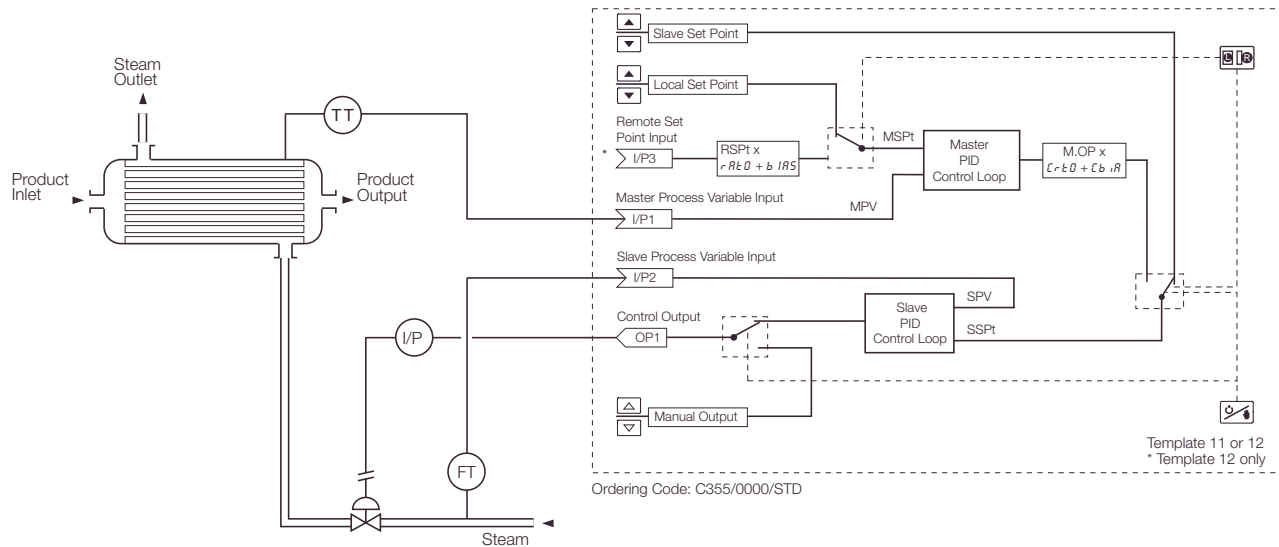 Steam
Outlet
TT
Product
Inlet
Product
Output
I/P
FT
Steam
Slave Set Point
Local Set Point
Remote Set
Point Input
* I/P3
RSPt x
rAtO + bIAS
MSPt
Master
PID
Control Loop
M.OP x
CrtO + CbiA
L R
Master Process Variable Input
I/P1
MPV
Slave Process Variable Input
I/P2
SPV
Slave
PID
Control Loop
SSPt
Control Output
OP1
Manual Output
Template 11 or 12
* Template 12 only
Ordering Code: C355/0000/STD